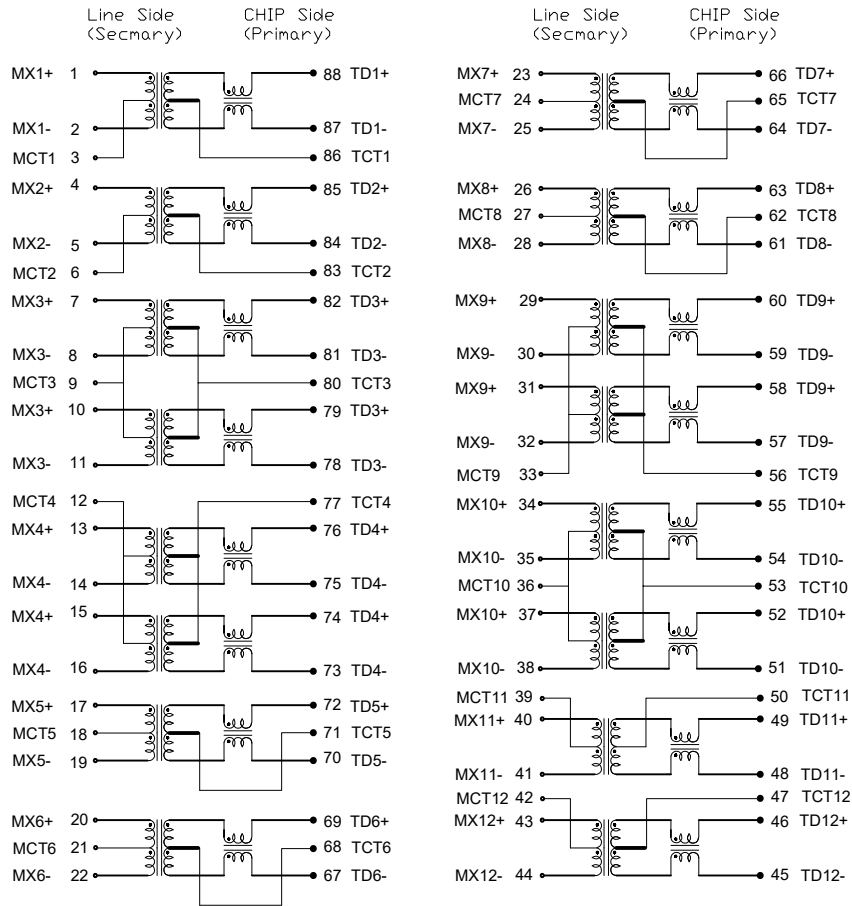 Line Side CHIP Side
(Secmary) (Primary)
MX1+ 1 88 TD1+
MX1- 2 87 TD1-
MCT1 3 86 TCT1
MX2+ 4 85 TD2+
MX2- 5 84 TD2-
MCT2 6 83 TCT2
MX3+ 7 82 TD3+
MX3- 8 81 TD3-
MCT3 9 80 TCT3
MX3+ 10 79 TD3+
MX3- 11 78 TD3-
MCT4 12 77 TCT4
MX4+ 13 76 TD4+
MX4- 14 75 TD4-
MX4+ 15 74 TD4+
MX4- 16 73 TD4-
MX5+ 17 72 TD5+
MCT5 18 71 TCT5
MX5- 19 70 TD5-
MX6+ 20 69 TD6+
MCT6 21 68 TCT6
MX6- 22 67 TD6-
Line Side CHIP Side
(Secmary) (Primary)
MX7+ 23 66 TD7+
MCT7 24 65 TCT7
MX7- 25 64 TD7-
MX8+ 26 63 TD8+
MCT8 27 62 TCT8
MX8- 28 61 TD8-
MX9+ 29 60 TD9+
MX9- 30 59 TD9-
MX9+ 31 58 TD9+
MX9- 32 57 TD9-
MCT9 33 56 TCT9
MX10+ 34 55 TD10+
MX10- 35 54 TD10-
MCT10 36 53 TCT10
MX10+ 37 52 TD10+
MX10- 38 51 TD10-
MCT11 39 50 TCT11
MX11+ 40 49 TD11+
MX11- 41 48 TD11-
MCT12 42 47 TCT12
MX12+ 43 46 TD12+
MX12- 44 45 TD12-